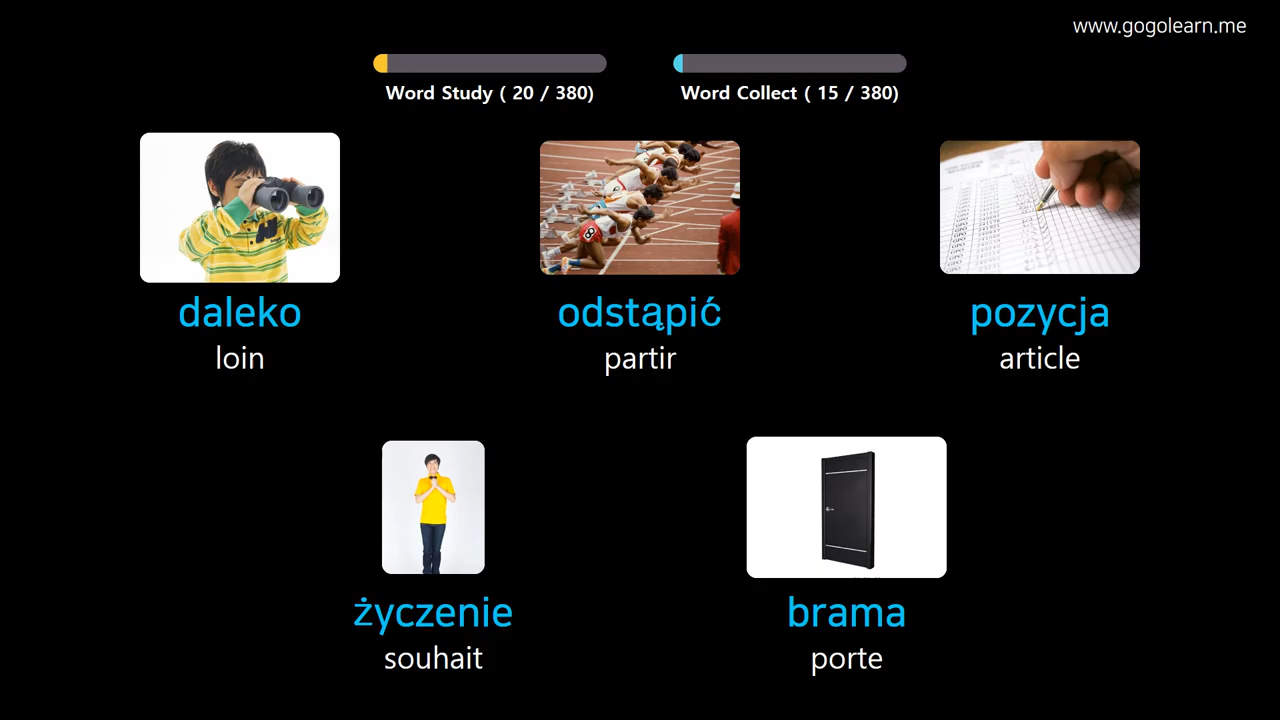 www.gogolearn.me
Word Study ( 20 / 380)
Word Collect ( 15 / 380)
daleko
loin
odstąpić
partir
pozycja
article
życzenie
souhait
brama
porte